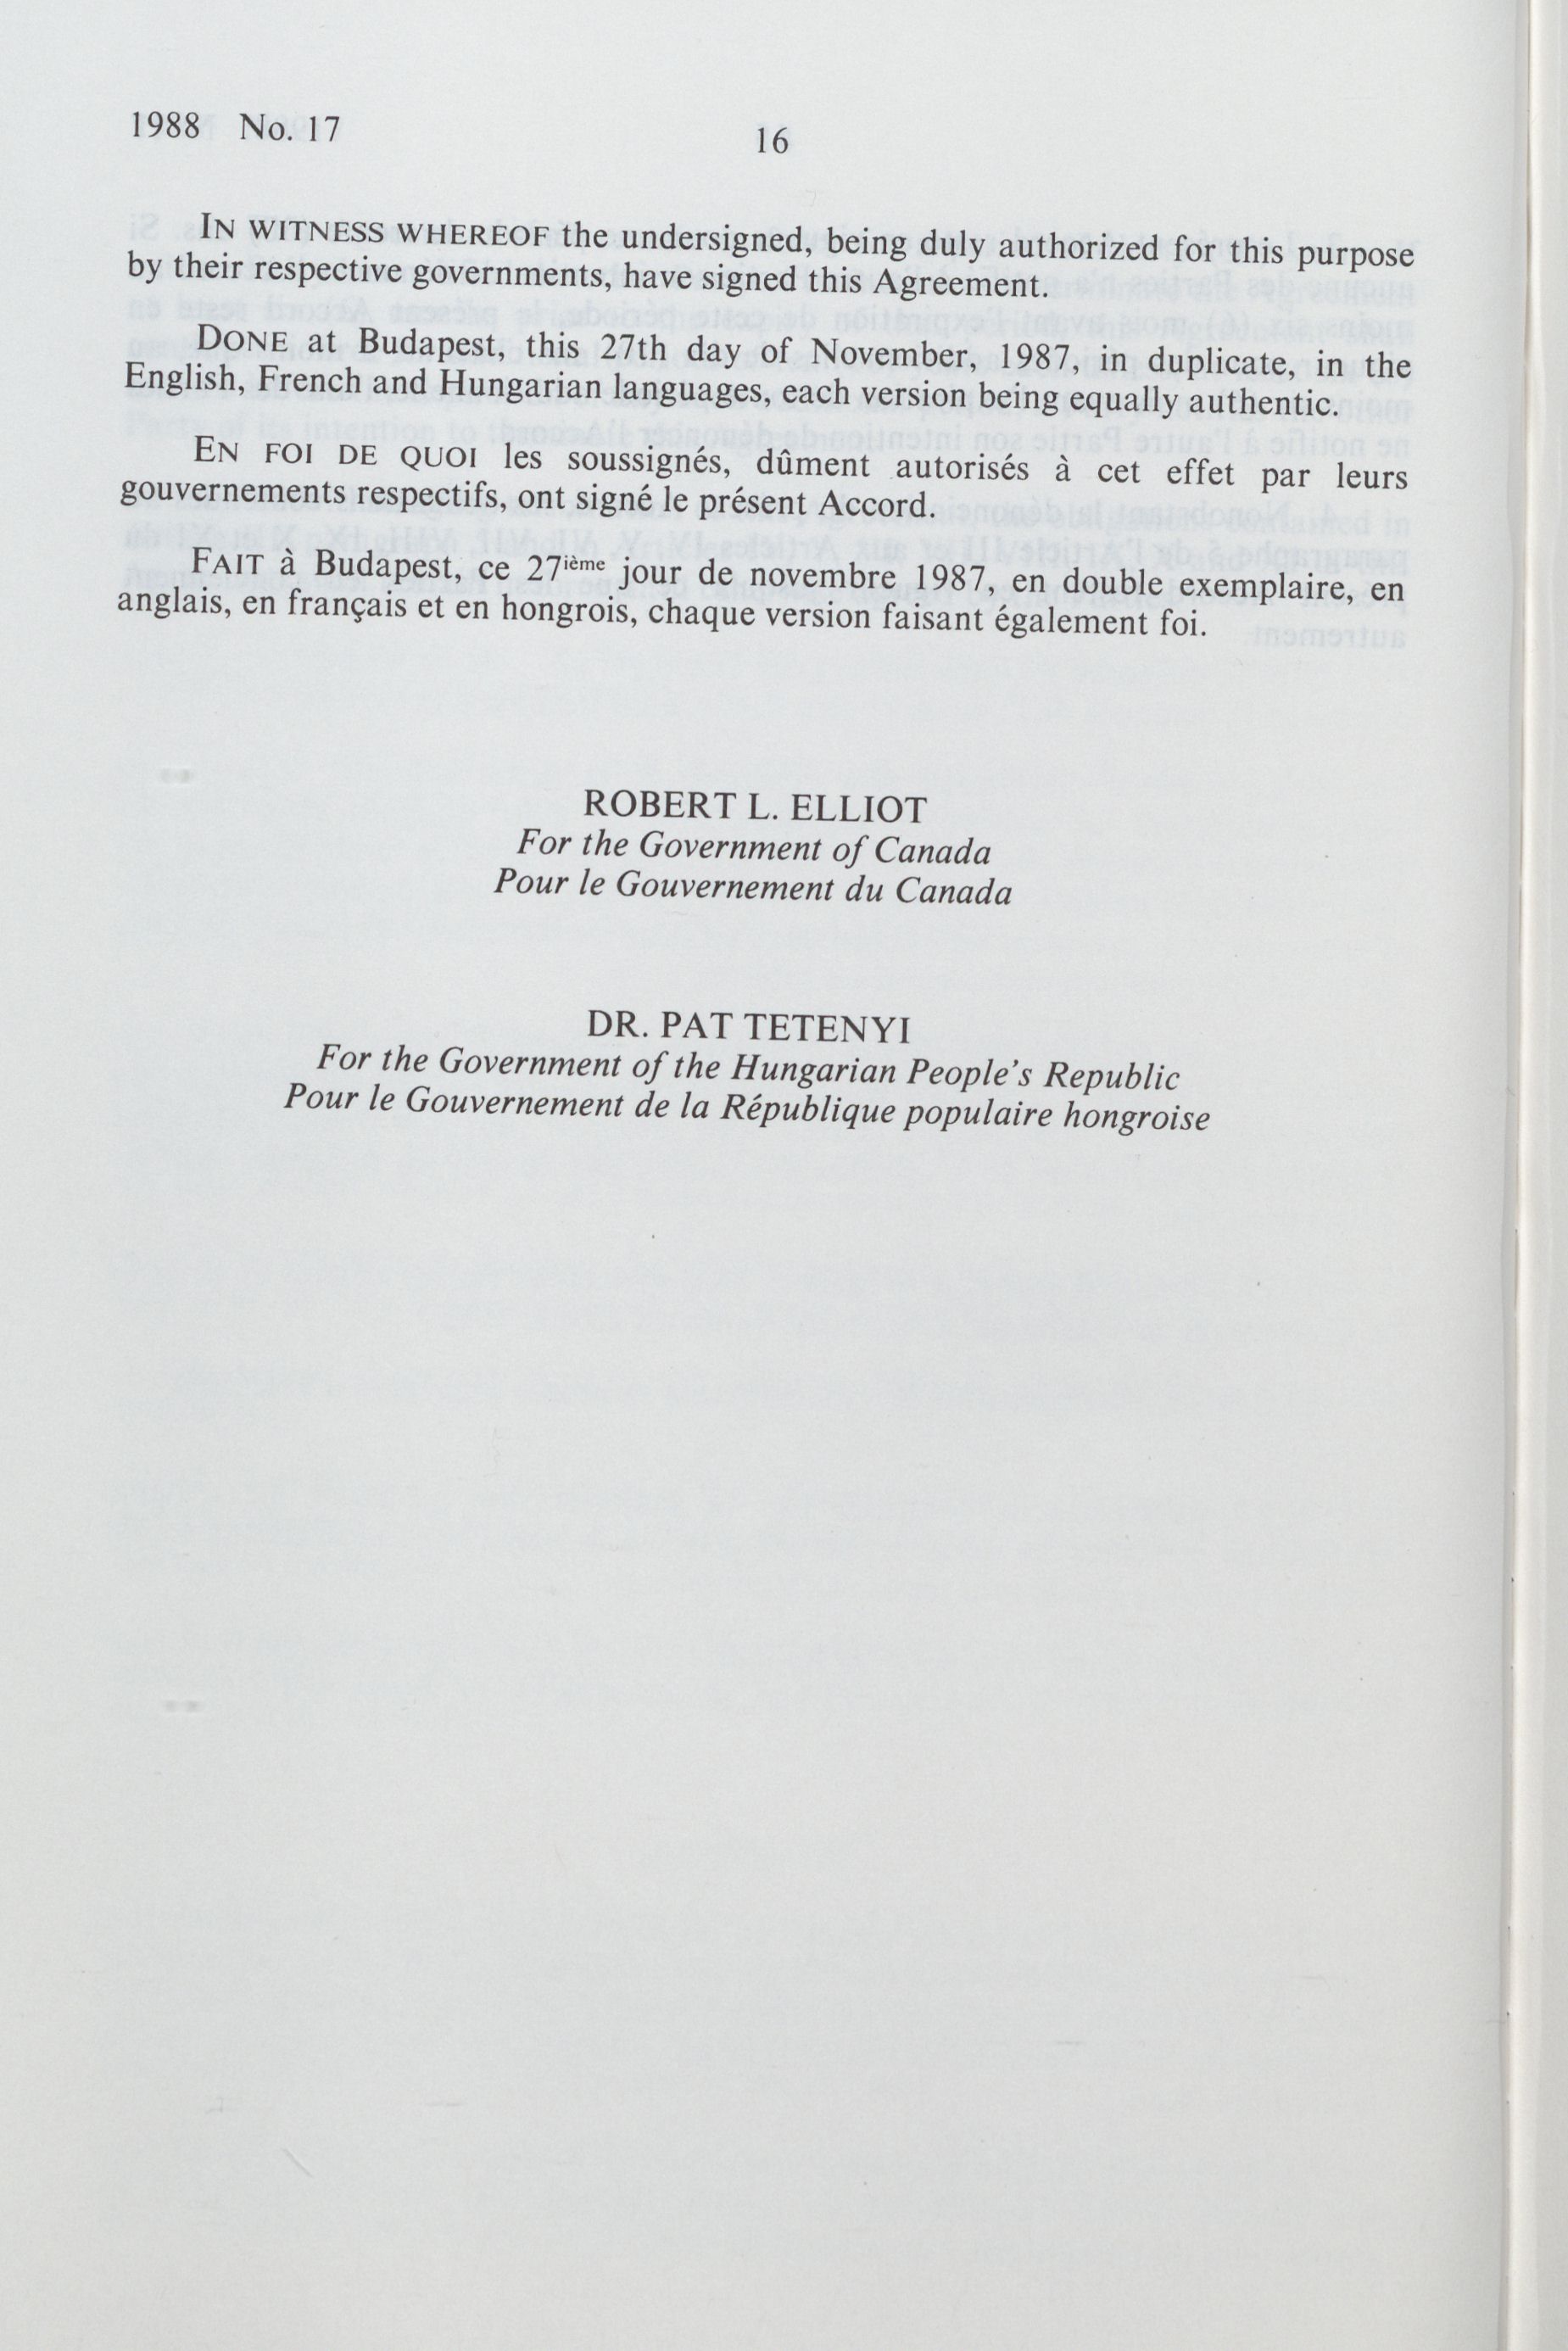 1988 No. 17
16
IN WITNESS WHEREOF the undersigned, being duly authorized for this purpose
by their respective governments, have signed this Agreement.
DONE at Budapest, this 27th day of November, 1987, in duplicate, in the
English, French and Hungarian languages, each version being equally authentic.
EN FOI DE QUOI les soussignés, dûment autorisés à cet effet par leurs
gouvernements respectifs, ont signé le présent Accord.
FAIT à Budapest, ce 27ième jour de novembre 1987, en double exemplaire, en
anglais, en français et en hongrois, chaque version faisant également foi.
ROBERT L. ELLIOT
For the Government of Canada
Pour le Gouvernement du Canada
DR. PAT TETENYI
For the Government of the Hungarian People's Republic
Pour le Gouvernement de la République populaire hongroise